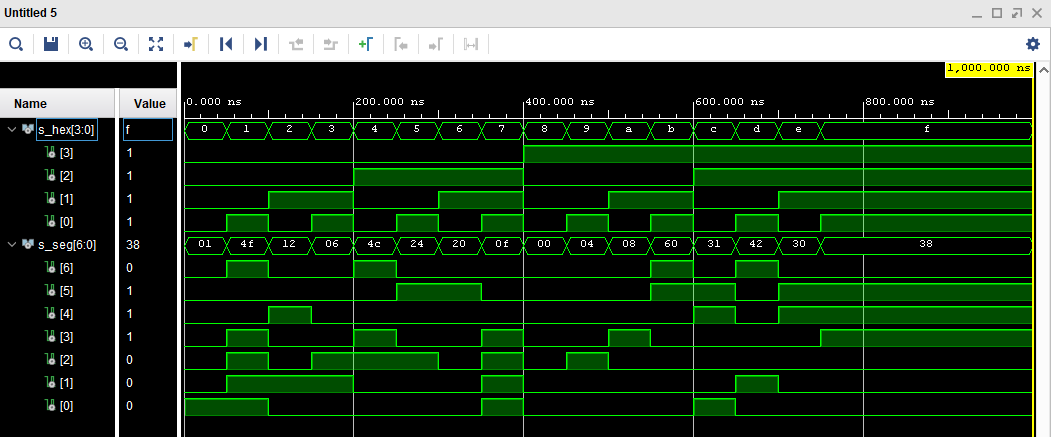 Untitled 5
1,000.000 ns
Name Value
0.000 ns 200.000 ns 400.000 ns 600.000 ns 800.000 ns
s_hex[3:0] f 0 1 2 3 4 5 6 7 8 9 a b c d e f
[3] 1
[2] 1
[1] 1
[0] 1
s_seg[6:0] 38 01 4f 12 06 4c 24 20 0f 00 04 08 60 31 42 30 38
[6] 0
[5] 1
[4] 1
[3] 1
[2] 0
[1] 0
[0] 0